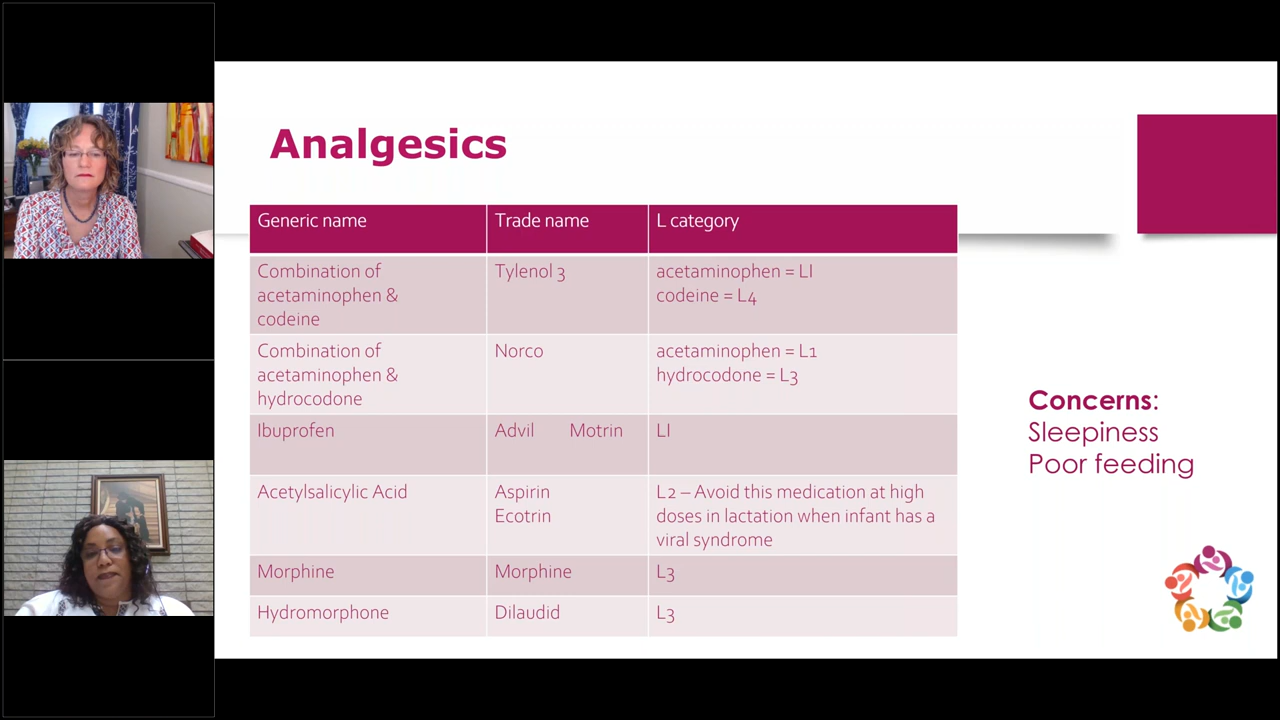 Analgesics
Generic name Trade name L category
Combination of acetaminophen & codeine Tylenol 3 acetaminophen = LI codeine = L4
Combination of acetaminophen & hydrocodone Norco acetaminophen = L1 hydrocodone = L3
Ibuprofen Advil Motrin LI
Acetylsalicylic Acid Aspirin Ecotrin L2 – Avoid this medication at high doses in lactation when infant has a viral syndrome
Morphine Morphine L3
Hydromorphone Dilaudid L3
Concerns:
Sleepiness
Poor feeding